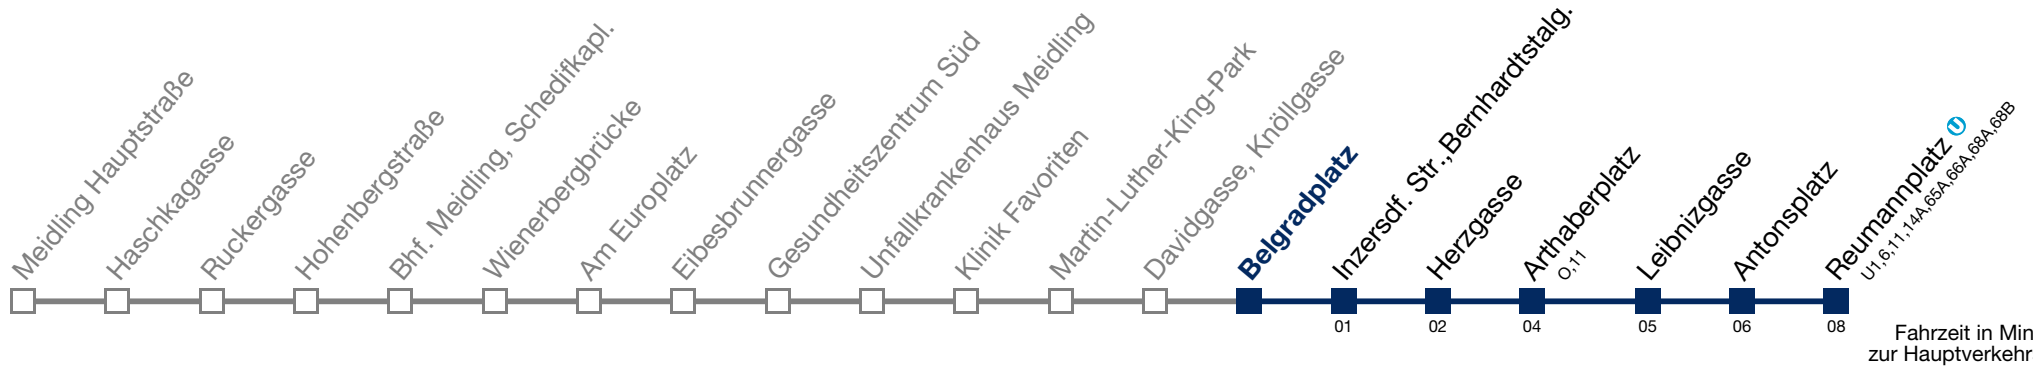 Meidling Hauptstraße
Haschkagasse
Ruckergasse
Hohenbergstraße
Bhf. Meidling, Schedifkapl.
Wienerbergbrücke
Am Europlatz
Eibesbrunnergasse
Gesundheitszentrum Süd
Unfallkrankenhaus Meidling
Klinik Favoriten
Martin-Luther-King-Park
Davidgasse, Knöllgasse
Belgradplatz
Inzersdf. Str.,Bernhardtstalg.
Herzgasse
Arthaberplatz
O,11
Leibnizgasse
Antonsplatz
Reumannplatz U
U1,6,11,14A,65A,66A,68A,68B
01 02 04 05 06 08
Fahrzeit in Min
zur Hauptverkehr